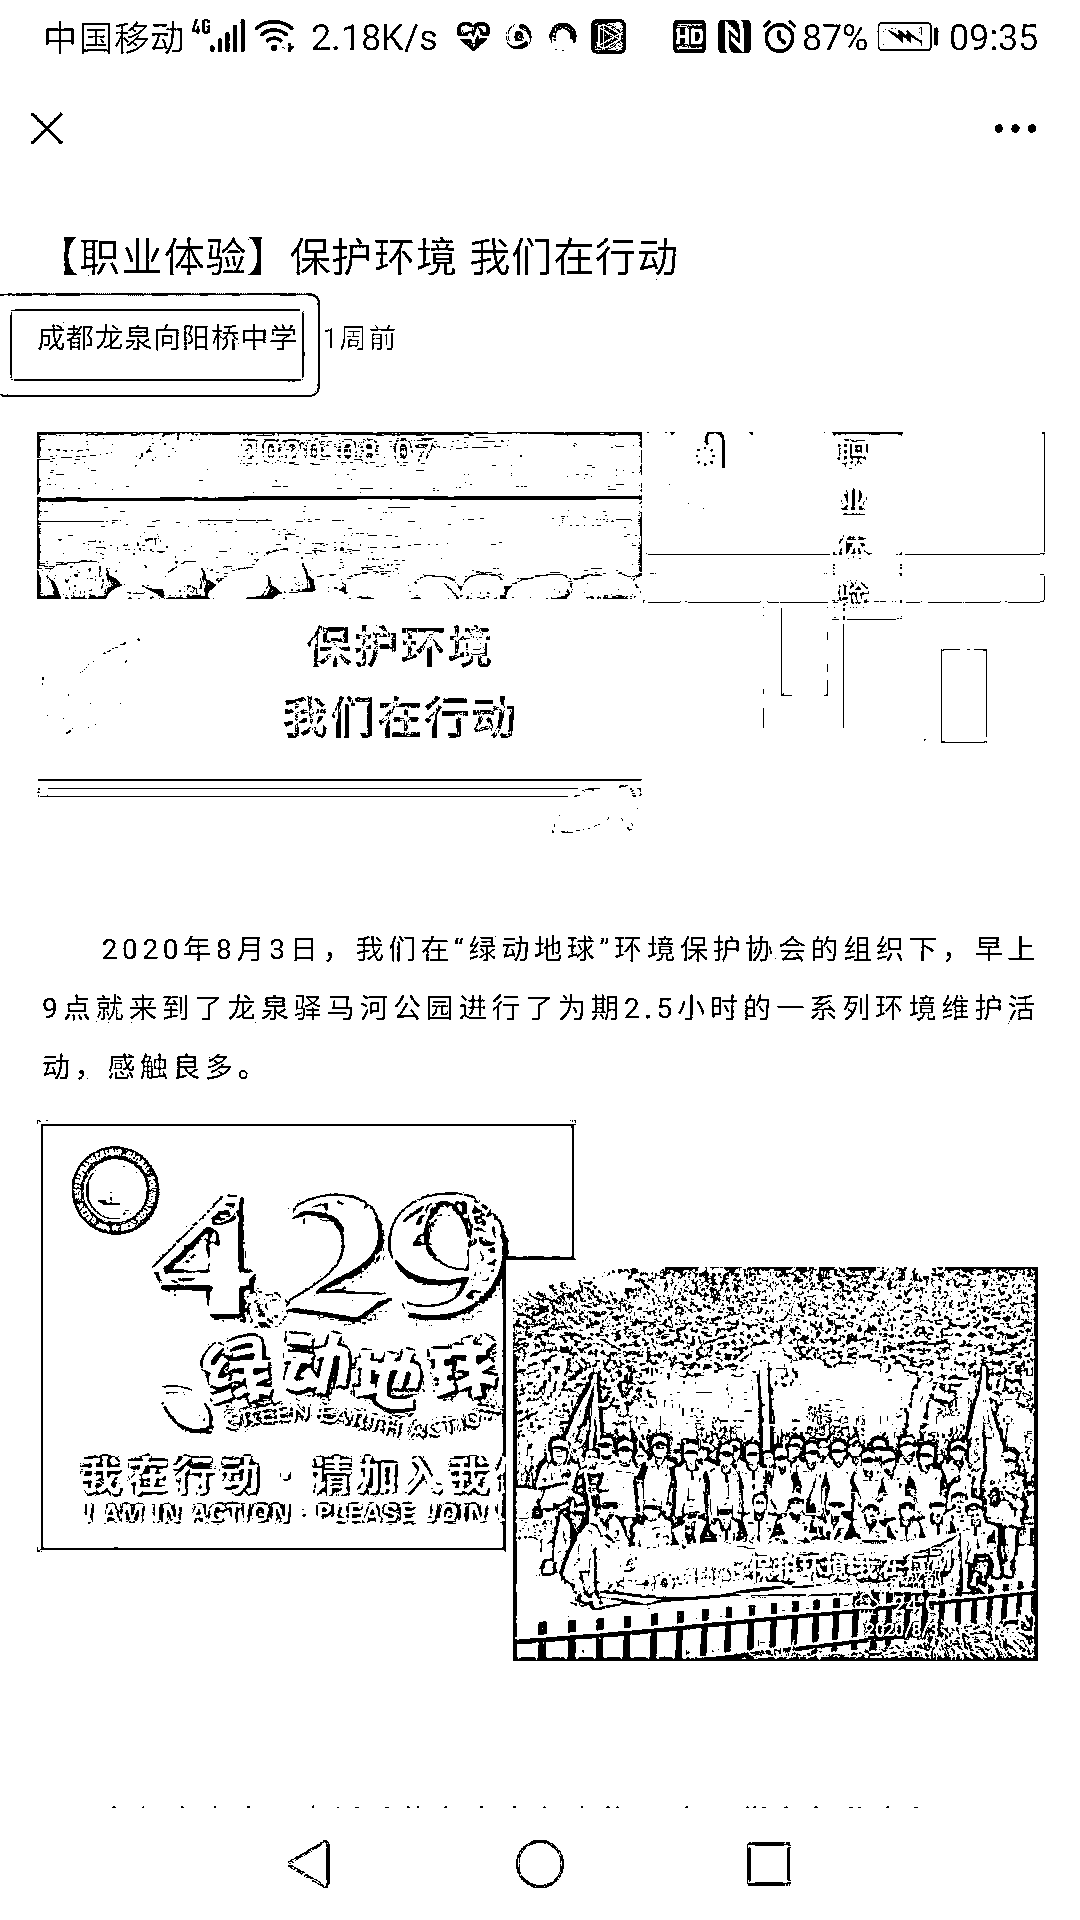 中国移动 4G 2.18K/s HD 87% 09:35
【职业体验】保护环境 我们在行动
成都龙泉向阳桥中学 1周前
2020-08-07
职
业
体
验
保护环境
我们在行动
2020年8月3日，我们在“绿动地球”环境保护协会的组织下，早上
9点就来到了龙泉驿马河公园进行了为期2.5小时的一系列环境维护活
动，感触良多。
4.29
绿动地球
GREEN EARTH ACTIO
我在行动 · 请加入我们
I AM IN ACTION · PLEASE JOIN
保护环境 我在行动
24°C
2020/8/3